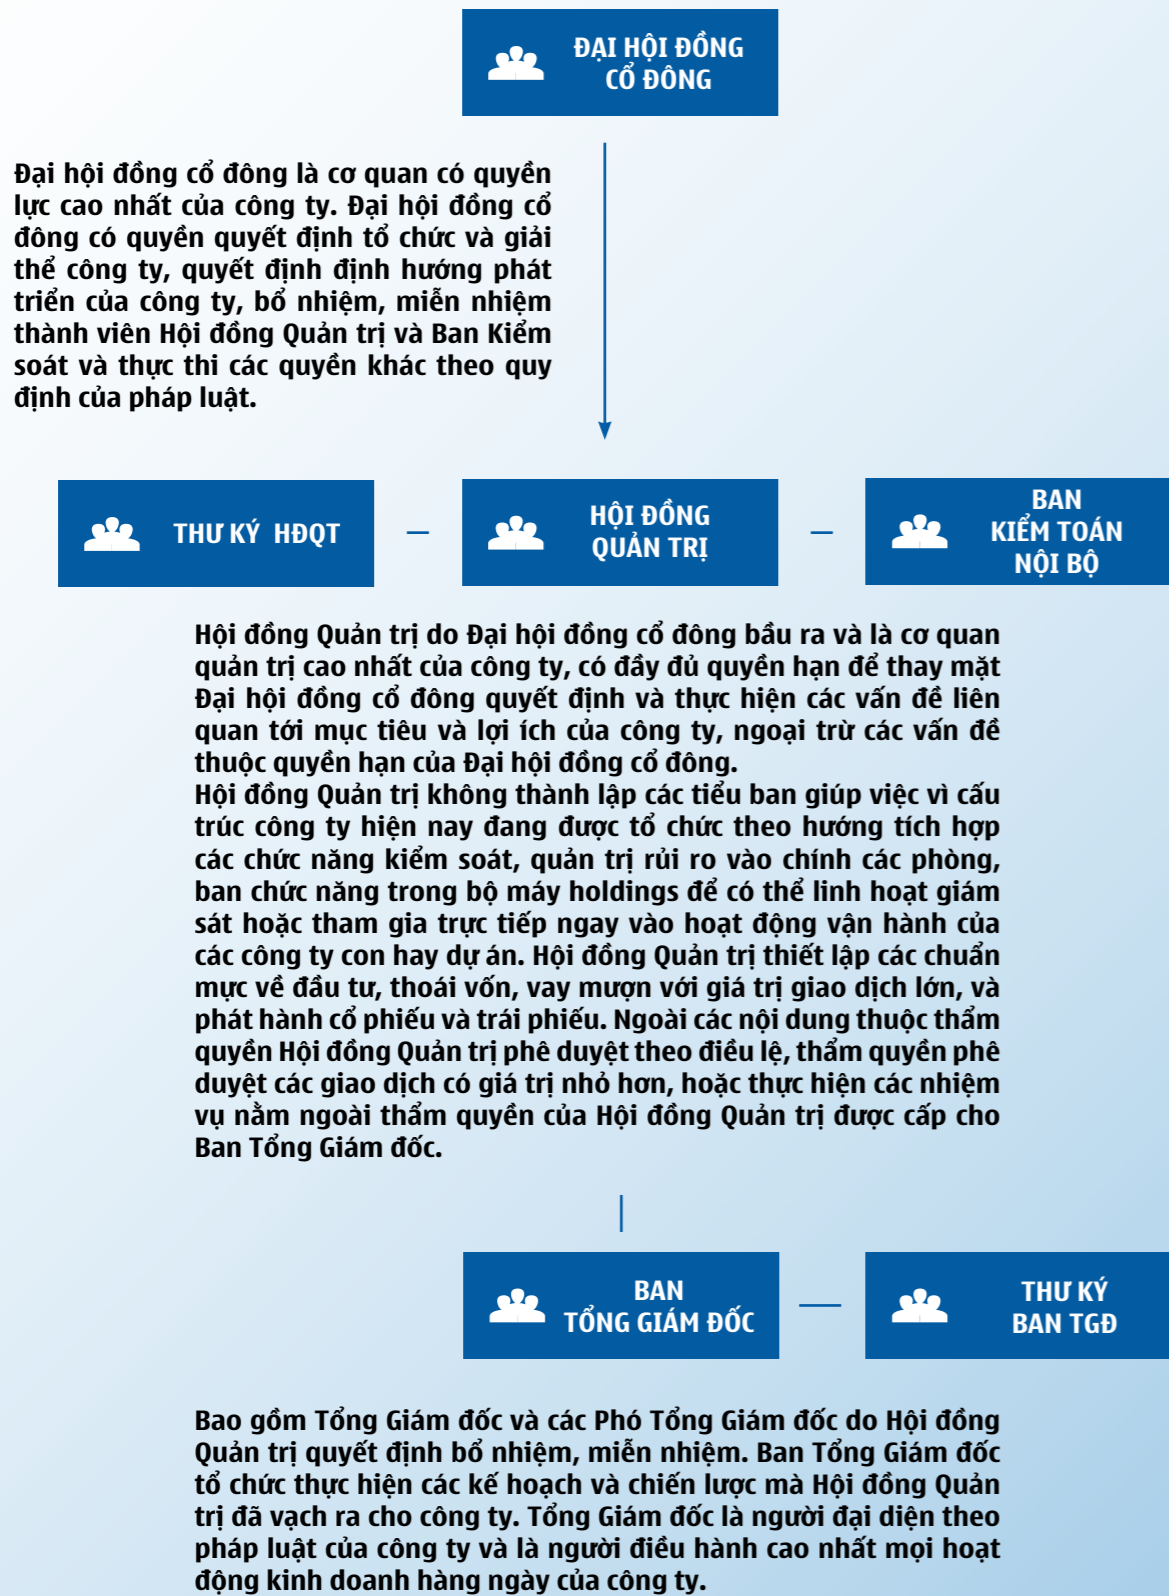 ĐẠI HỘI ĐỒNG
CỔ ĐÔNG
Đại hội đồng cổ đông là cơ quan có quyền
lực cao nhất của công ty. Đại hội đồng cổ
đông có quyền quyết định tổ chức và giải
thể công ty, quyết định định hướng phát
triển của công ty, bổ nhiệm, miễn nhiệm
thành viên Hội đồng Quản trị và Ban Kiểm
soát và thực thi các quyền khác theo quy
định của pháp luật.
THƯ KÝ HĐQT
HỘI ĐỒNG
QUẢN TRỊ
BAN
KIỂM TOÁN
NỘI BỘ
Hội đồng Quản trị do Đại hội đồng cổ đông bầu ra và là cơ quan
quản trị cao nhất của công ty, có đầy đủ quyền hạn để thay mặt
Đại hội đồng cổ đông quyết định và thực hiện các vấn đề liên
quan tới mục tiêu và lợi ích của công ty, ngoại trừ các vấn đề
thuộc quyền hạn của Đại hội đồng cổ đông.
Hội đồng Quản trị không thành lập các tiểu ban giúp việc vì cấu
trúc công ty hiện nay đang được tổ chức theo hướng tích hợp
các chức năng kiểm soát, quản trị rủi ro vào chính các phòng,
ban chức năng trong bộ máy holdings để có thể linh hoạt giám
sát hoặc tham gia trực tiếp ngay vào hoạt động vận hành của
các công ty con hay dự án. Hội đồng Quản trị thiết lập các chuẩn
mực về đầu tư, thoái vốn, vay mượn với giá trị giao dịch lớn, và
phát hành cổ phiếu và trái phiếu. Ngoài các nội dung thuộc thẩm
quyền Hội đồng Quản trị phê duyệt theo điều lệ, thẩm quyền phê
duyệt các giao dịch có giá trị nhỏ hơn, hoặc thực hiện các nhiệm
vụ nằm ngoài thẩm quyền của Hội đồng Quản trị được cấp cho
Ban Tổng Giám đốc.
BAN
TỔNG GIÁM ĐỐC
THƯ KÝ
BAN TGĐ
Bao gồm Tổng Giám đốc và các Phó Tổng Giám đốc do Hội đồng
Quản trị quyết định bổ nhiệm, miễn nhiệm. Ban Tổng Giám đốc
tổ chức thực hiện các kế hoạch và chiến lược mà Hội đồng Quản
trị đã vạch ra cho công ty. Tổng Giám đốc là người đại diện theo
pháp luật của công ty và là người điều hành cao nhất mọi hoạt
động kinh doanh hàng ngày của công ty.